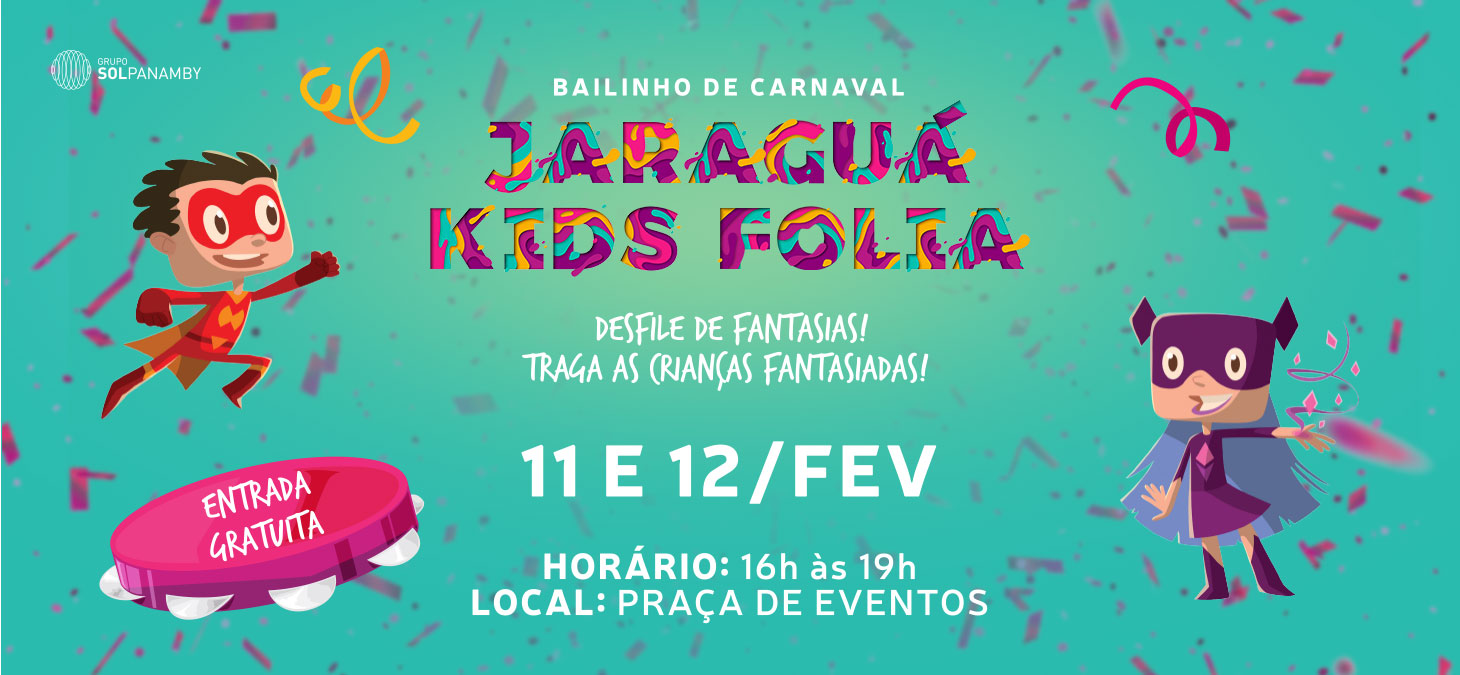 GRUPO
SOLPANAMBY
BAILINHO DE CARNAVAL
JARAGUÁ
KIDS FOLIA
DESFILE DE FANTASIAS!
TRAGA AS CRIANÇAS FANTASIADAS!
11 E 12/FEV
ENTRADA
GRATUITA
HORÁRIO: 16h às 19h
LOCAL: PRAÇA DE EVENTOS